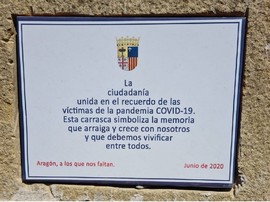 La
ciudadanía
unida en el recuerdo de las
víctimas de la pandemia COVID-19.
Esta carrasca simboliza la memoria
que arraiga y crece con nosotros
y que debemos vivificar
entre todos.
Aragón, a los que nos faltan.
Junio de 2020